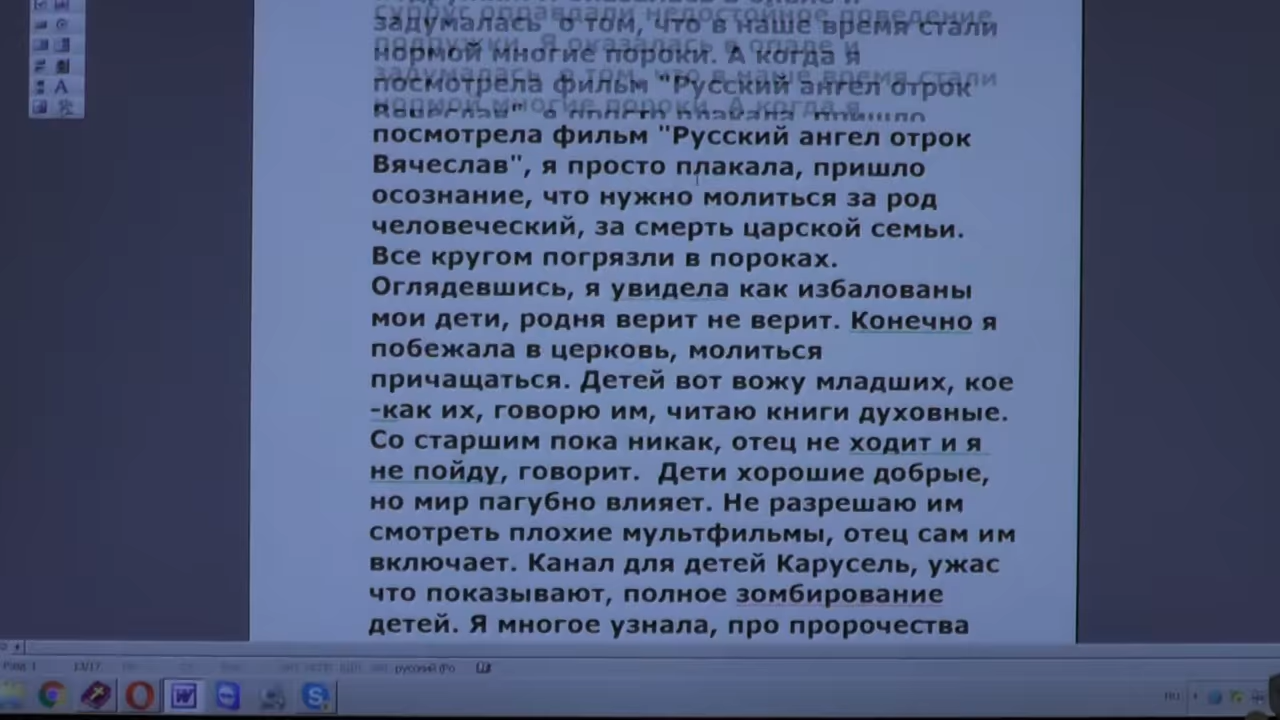 задумалась о том, что в наше время стали
нормой многие пороки. А когда я
посмотрела фильм "Русский ангел отрок
посмотрела фильм "Русский ангел отрок
Вячеслав", я просто плакала, пришло
осознание, что нужно молиться за род
человеческий, за смерть царской семьи.
Все кругом погрязли в пороках.
Оглядевшись, я увидела как избалованы
мои дети, родня верит не верит. Конечно я
побежала в церковь, молиться
причащаться. Детей вот вожу младших, кое
-как их, говорю им, читаю книги духовные.
Со старшим пока никак, отец не ходит и я
не пойду, говорит. Дети хорошие добрые,
но мир пагубно влияет. Не разрешаю им
смотреть плохие мультфильмы, отец сам им
включает. Канал для детей Карусель, ужас
что показывают, полное зомбирование
детей. Я многое узнала, про пророчества
13/17 русский (Ро
RU